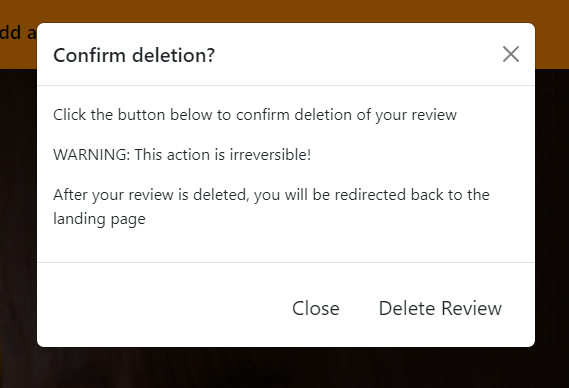 dd a
Confirm deletion?
Click the button below to confirm deletion of your review
WARNING: This action is irreversible!
After your review is deleted, you will be redirected back to the
landing page
Close
Delete Review